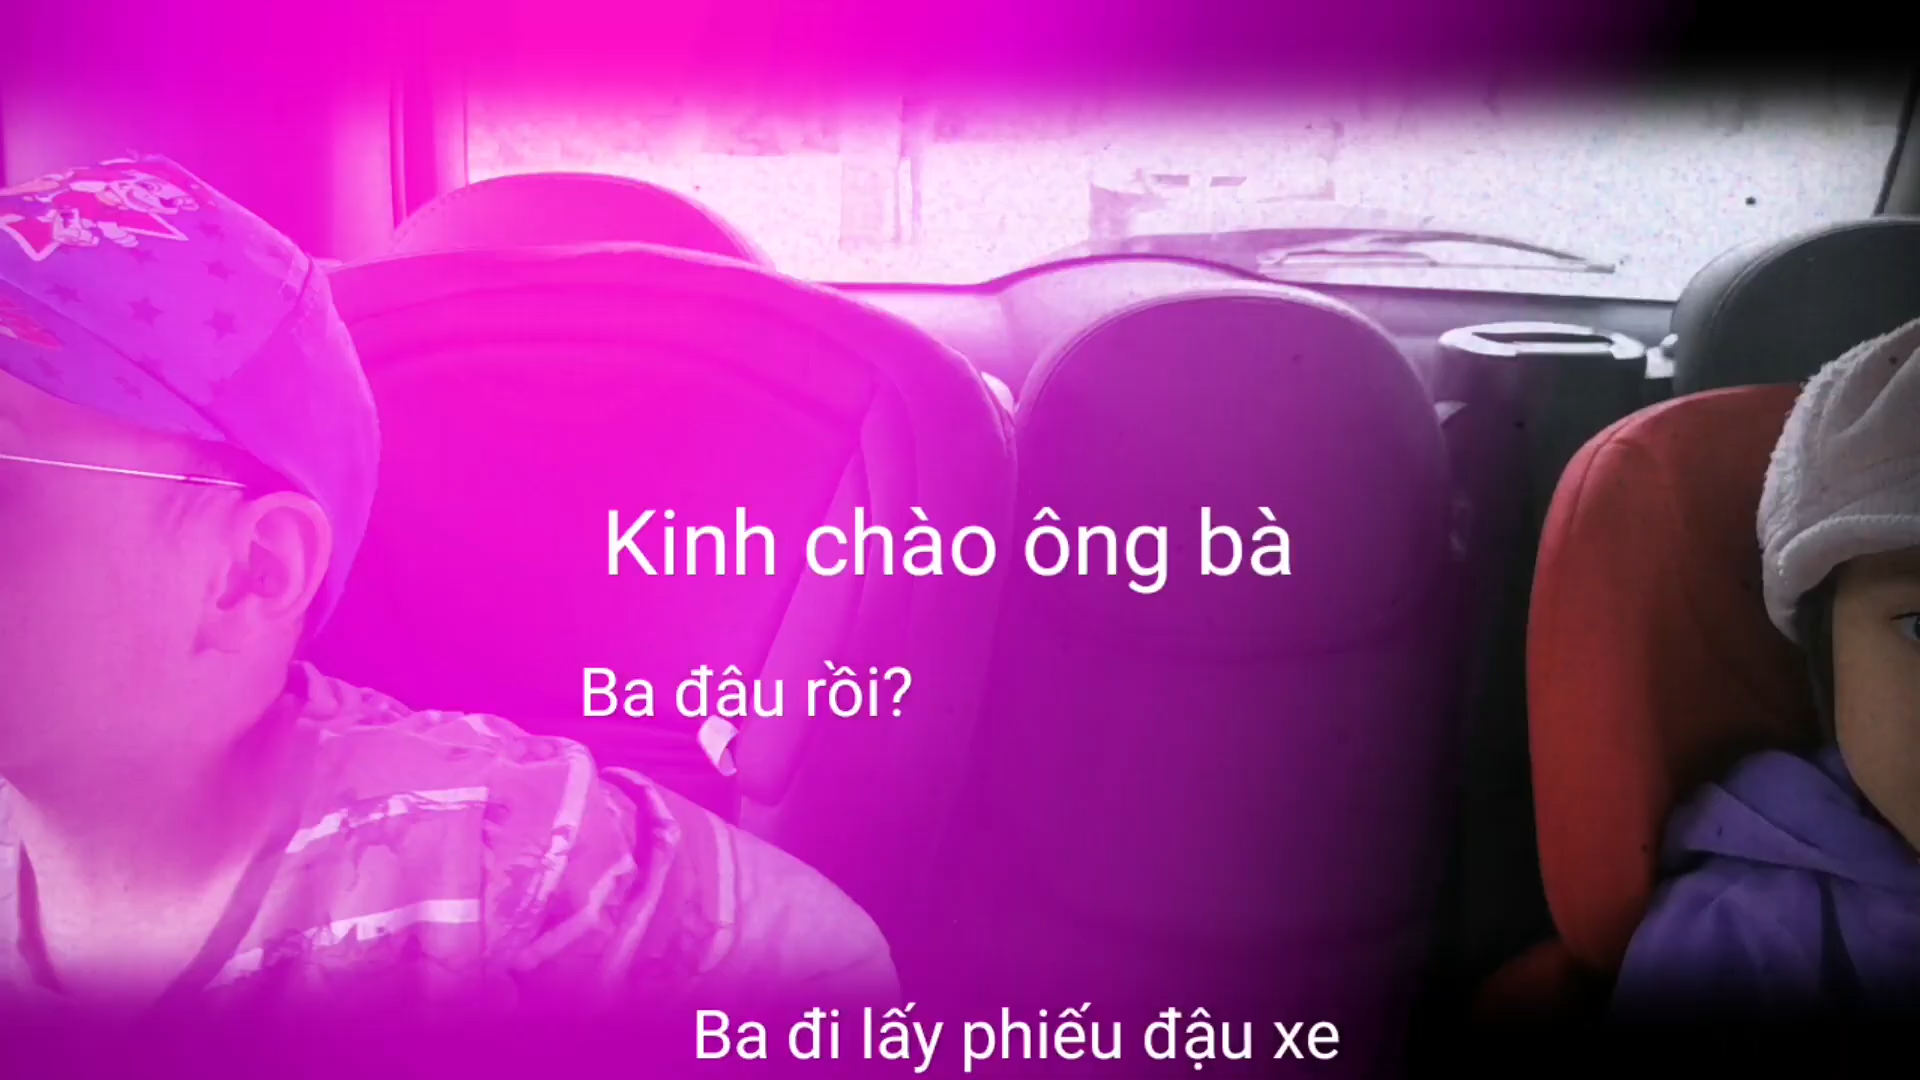 Kinh chào ông bà
Ba đâu rồi?
Ba đi lấy phiếu đậu xe